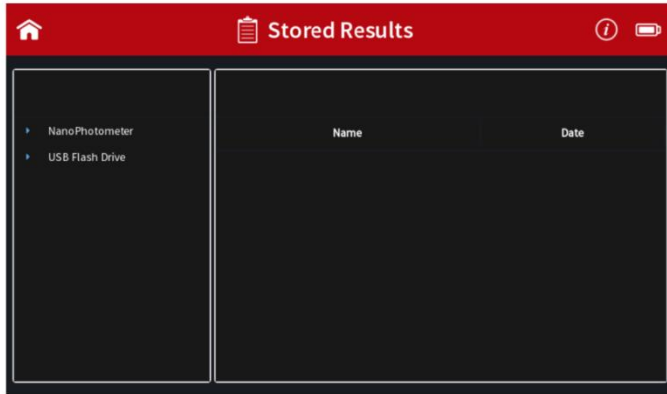 Stored Results
i
NanoPhotometer
Name
Date
USB Flash Drive